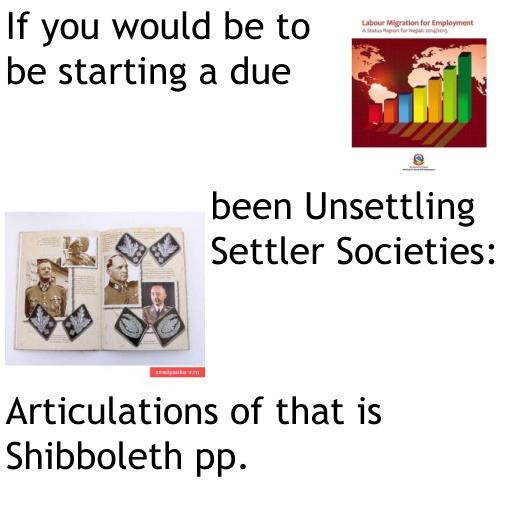 If you would be to
be starting a due
Labour Migration for Employment
A Status Report for Nepal: 2014/2015
been Unsettling
Settler Societies:
Articulations of that is
Shibboleth pp.